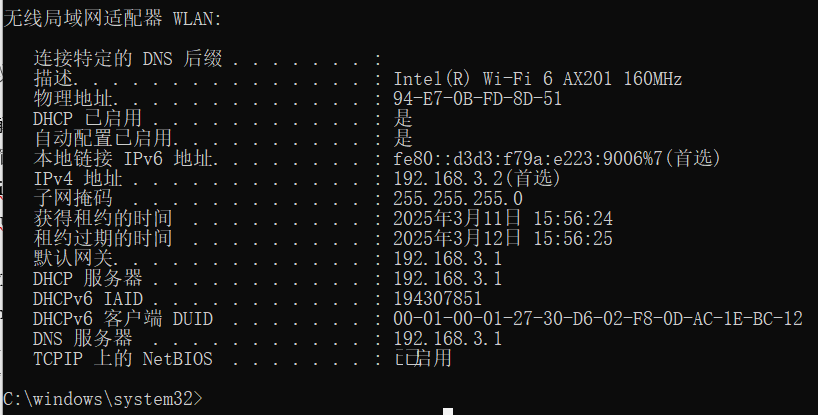 无线局域网适配器 WLAN:
连接特定的 DNS 后缀 . . . . . . . :
描述. . . . . . . . . . . . . . . : Intel(R) Wi-Fi 6 AX201 160MHz
物理地址. . . . . . . . . . . . . : 94-E7-0B-FD-8D-51
DHCP 已启用 . . . . . . . . . . . : 是
自动配置已启用. . . . . . . . . . : 是
本地链接 IPv6 地址. . . . . . . . : fe80::d3d3:f79a:e223:9006%7(首选)
IPv4 地址 . . . . . . . . . . . . : 192.168.3.2(首选)
子网掩码 . . . . . . . . . . . . : 255.255.255.0
获得租约的时间 . . . . . . . . . : 2025年3月11日 15:56:24
租约过期的时间 . . . . . . . . . : 2025年3月12日 15:56:25
默认网关. . . . . . . . . . . . . : 192.168.3.1
DHCP 服务器 . . . . . . . . . . . : 192.168.3.1
DHCPv6 IAID . . . . . . . . . . . : 194307851
DHCPv6 客户端 DUID . . . . . . . : 00-01-00-01-27-30-D6-02-F8-0D-AC-1E-BC-12
DNS 服务器 . . . . . . . . . . . : 192.168.3.1
TCPIP 上的 NetBIOS . . . . . . . : 已启用
C:\windows\system32>